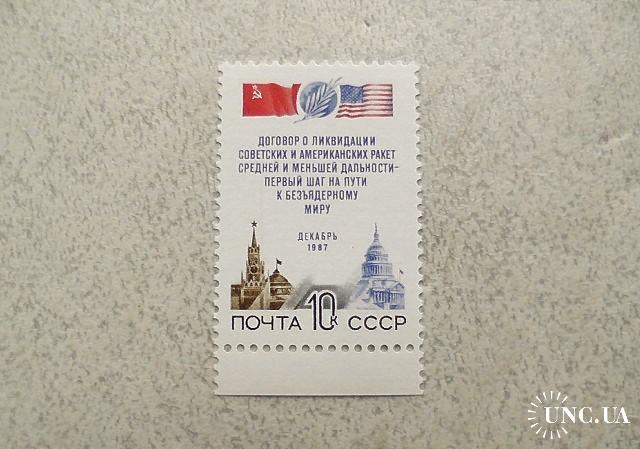 ДОГОВОР О ЛИКВИДАЦИИ
СОВЕТСКИХ И АМЕРИКАНСКИХ РАКЕТ
СРЕДНЕЙ И МЕНЬШЕЙ ДАЛЬНОСТИ-
ПЕРВЫЙ ШАГ НА ПУТИ
К БЕЗЪЯДЕРНОМУ
МИРУ
ДЕКАБРЬ
1987
ПОЧТА 10К СССР
UNC.UA